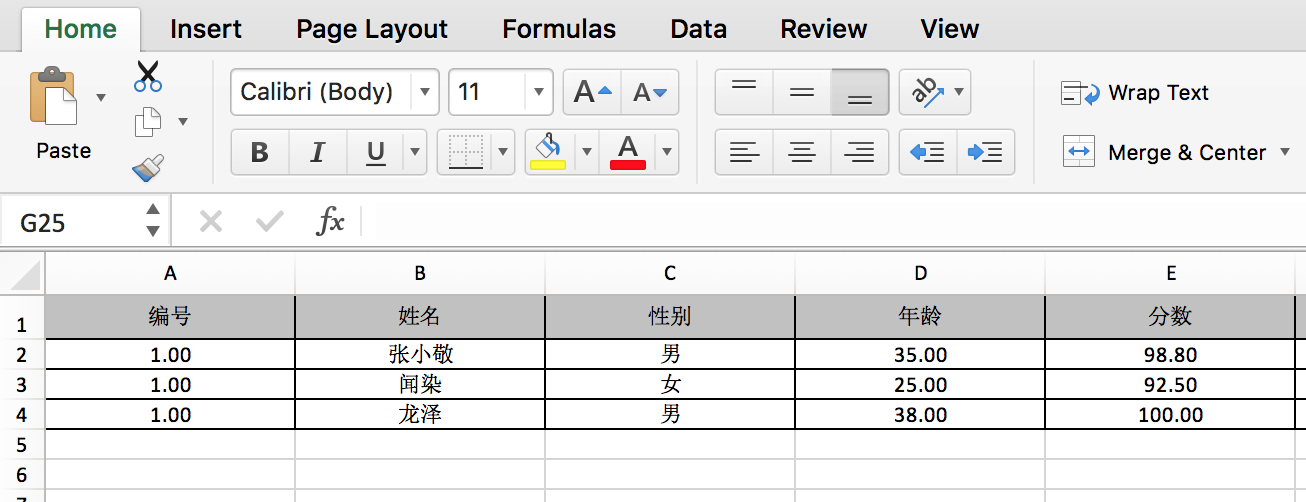 Home Insert Page Layout Formulas Data Review View
Calibri (Body) 11 A A ab Wrap Text
Paste B I U A Merge & Center
G25 fx
A B C D E
1 编号 姓名 性别 年龄 分数
2 1.00 张小敬 男 35.00 98.80
3 1.00 闻染 女 25.00 92.50
4 1.00 龙泽 男 38.00 100.00
5
6